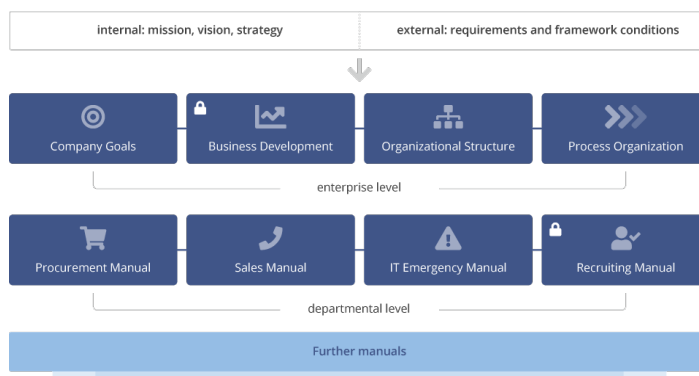 internal: mission, vision, strategy
external: requirements and framework conditions
Company Goals
Business Development
Organizational Structure
Process Organization
enterprise level
Procurement Manual
Sales Manual
IT Emergency Manual
Recruiting Manual
departmental level
Further manuals